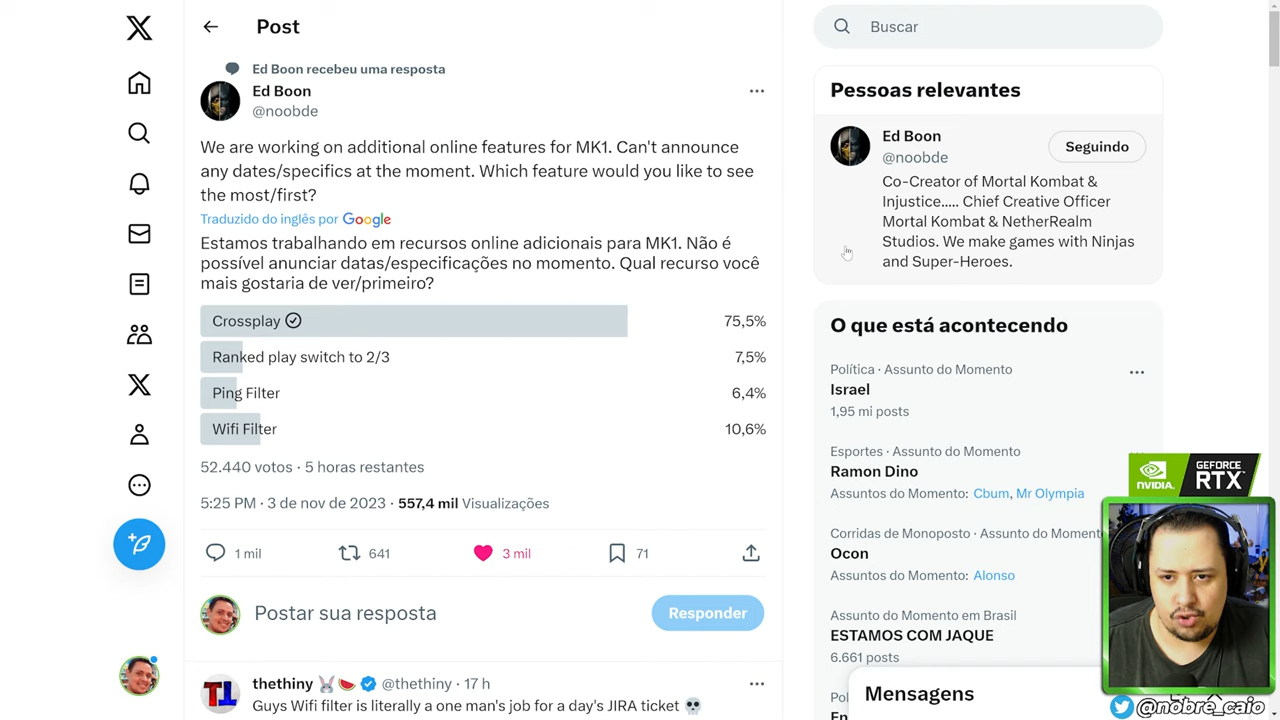 Post
Ed Boon recebeu uma resposta
Ed Boon
@noobde
We are working on additional online features for MK1. Can't announce
any dates/specifics at the moment. Which feature would you like to see
the most/first?
Traduzido do inglês por Google
Estamos trabalhando em recursos online adicionais para MK1. Não é
possível anunciar datas/especificações no momento. Qual recurso você
mais gostaria de ver/primeiro?
Crossplay 75,5%
Ranked play switch to 2/3 7,5%
Ping Filter 6,4%
Wifi Filter 10,6%
52.440 votos · 5 horas restantes
5:25 PM · 3 de nov de 2023 · 557,4 mil Visualizações
1 mil 641 3 mil 71
Postar sua resposta Responder
thethiny @thethiny · 17 h
Guys Wifi filter is literally a one man's job for a day's JIRA ticket
Buscar
Pessoas relevantes
Ed Boon
@noobde
Seguindo
Co-Creator of Mortal Kombat &
Injustice..... Chief Creative Officer
Mortal Kombat & NetherRealm
Studios. We make games with Ninjas
and Super-Heroes.
O que está acontecendo
Política · Assunto do Momento
Israel
1,95 mi posts
Esportes · Assunto do Momento
Ramon Dino
Assuntos do Momento: Cbum, Mr Olympia
Corridas de Monoposto · Assunto do Momento
Ocon
Assuntos do Momento: Alonso
Assunto do Momento em Brasil
ESTAMOS COM JAQUE
6.661 posts
Mensagens
NVIDIA.
GEFORCE
RTX
@nobre_caio